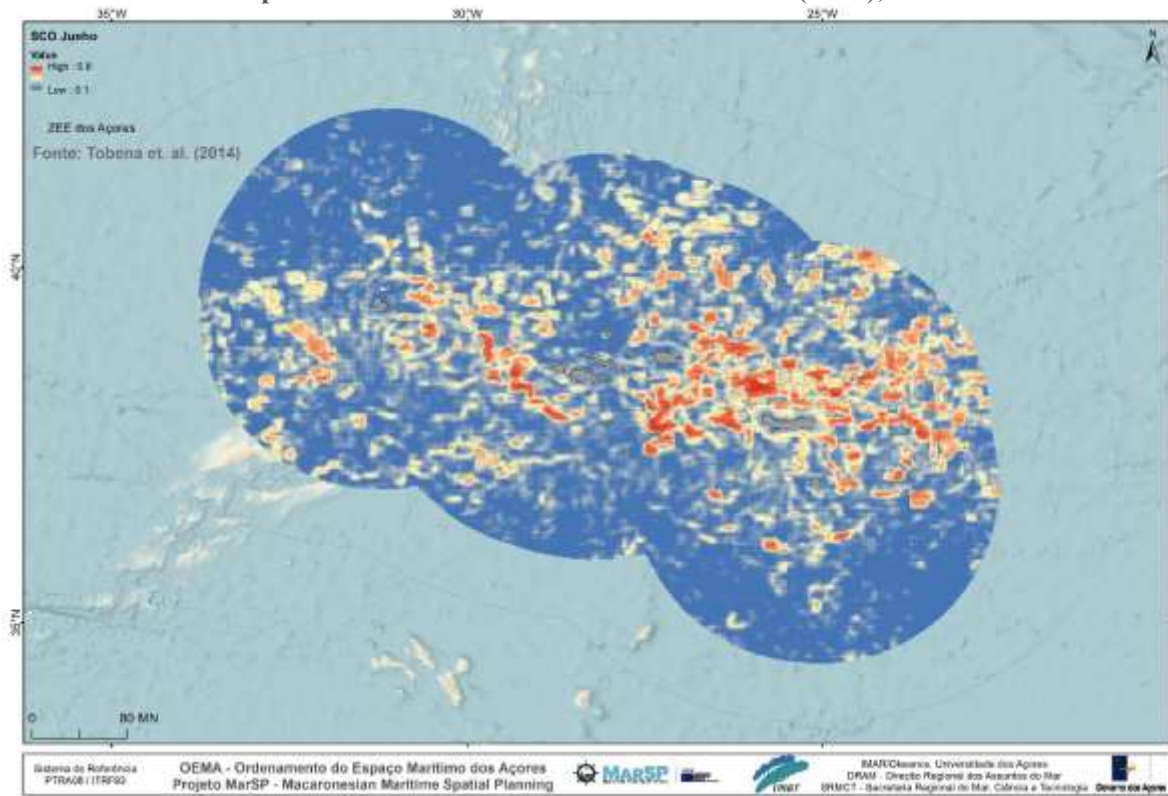 35°W 30°W 25°W
SCO Junho
Value
High : 0.8
Low : 0.1
N
ZEE dos Açores
Fonte: Tobena et. al. (2014)
40°N
35°N
0 80 MN
Sistema de Referência
PTRA08 / ITRF93
OEMA - Ordenamento do Espaço Marítimo dos Açores
Projeto MarSP - Macaronesian Maritime Spatial Planning
MARSP
IMAR
IMAR/Okeanos, Universidade dos Açores
DRAM - Direção Regional dos Assuntos do Mar
SRMCT - Secretaria Regional do Mar, Ciência e Tecnologia
Governo dos Açores